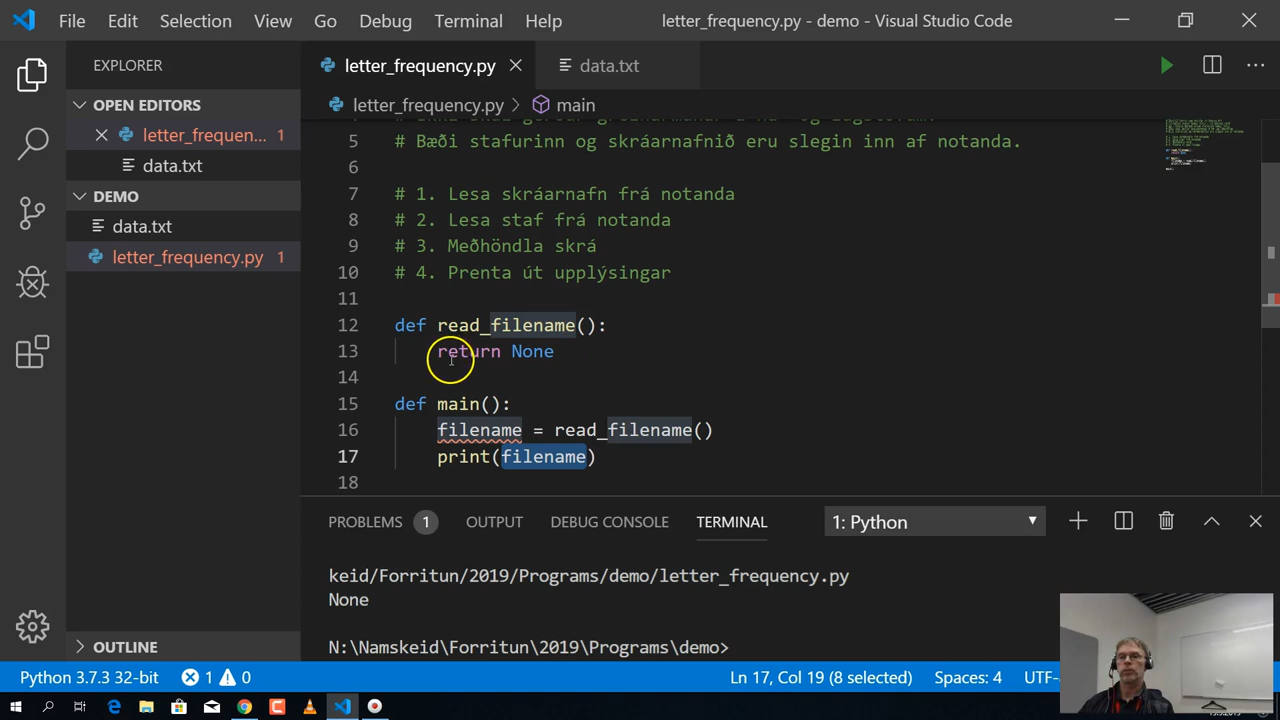 File Edit Selection View Go Debug Terminal Help letter_frequency.py - demo - Visual Studio Code
EXPLORER
OPEN EDITORS
letter_frequen... 1
data.txt
DEMO
data.txt
letter_frequency.py 1
OUTLINE
letter_frequency.py data.txt
letter_frequency.py > main
5 # Bæði stafurinn og skráarnafnið eru slegin inn af notanda.
6
7 # 1. Lesa skráarnafn frá notanda
8 # 2. Lesa staf frá notanda
9 # 3. Meðhöndla skrá
10 # 4. Prenta út upplýsingar
11
12 def read_filename():
13 return None
14
15 def main():
16 filename = read_filename()
17 print(filename)
18
PROBLEMS 1 OUTPUT DEBUG CONSOLE TERMINAL 1: Python
keid/Forritun/2019/Programs/demo/letter_frequency.py
None
N:\Namskeid\Forritun\2019\Programs\demo>
Python 3.7.3 32-bit 1 0 Ln 17, Col 19 (8 selected) Spaces: 4 UTF-